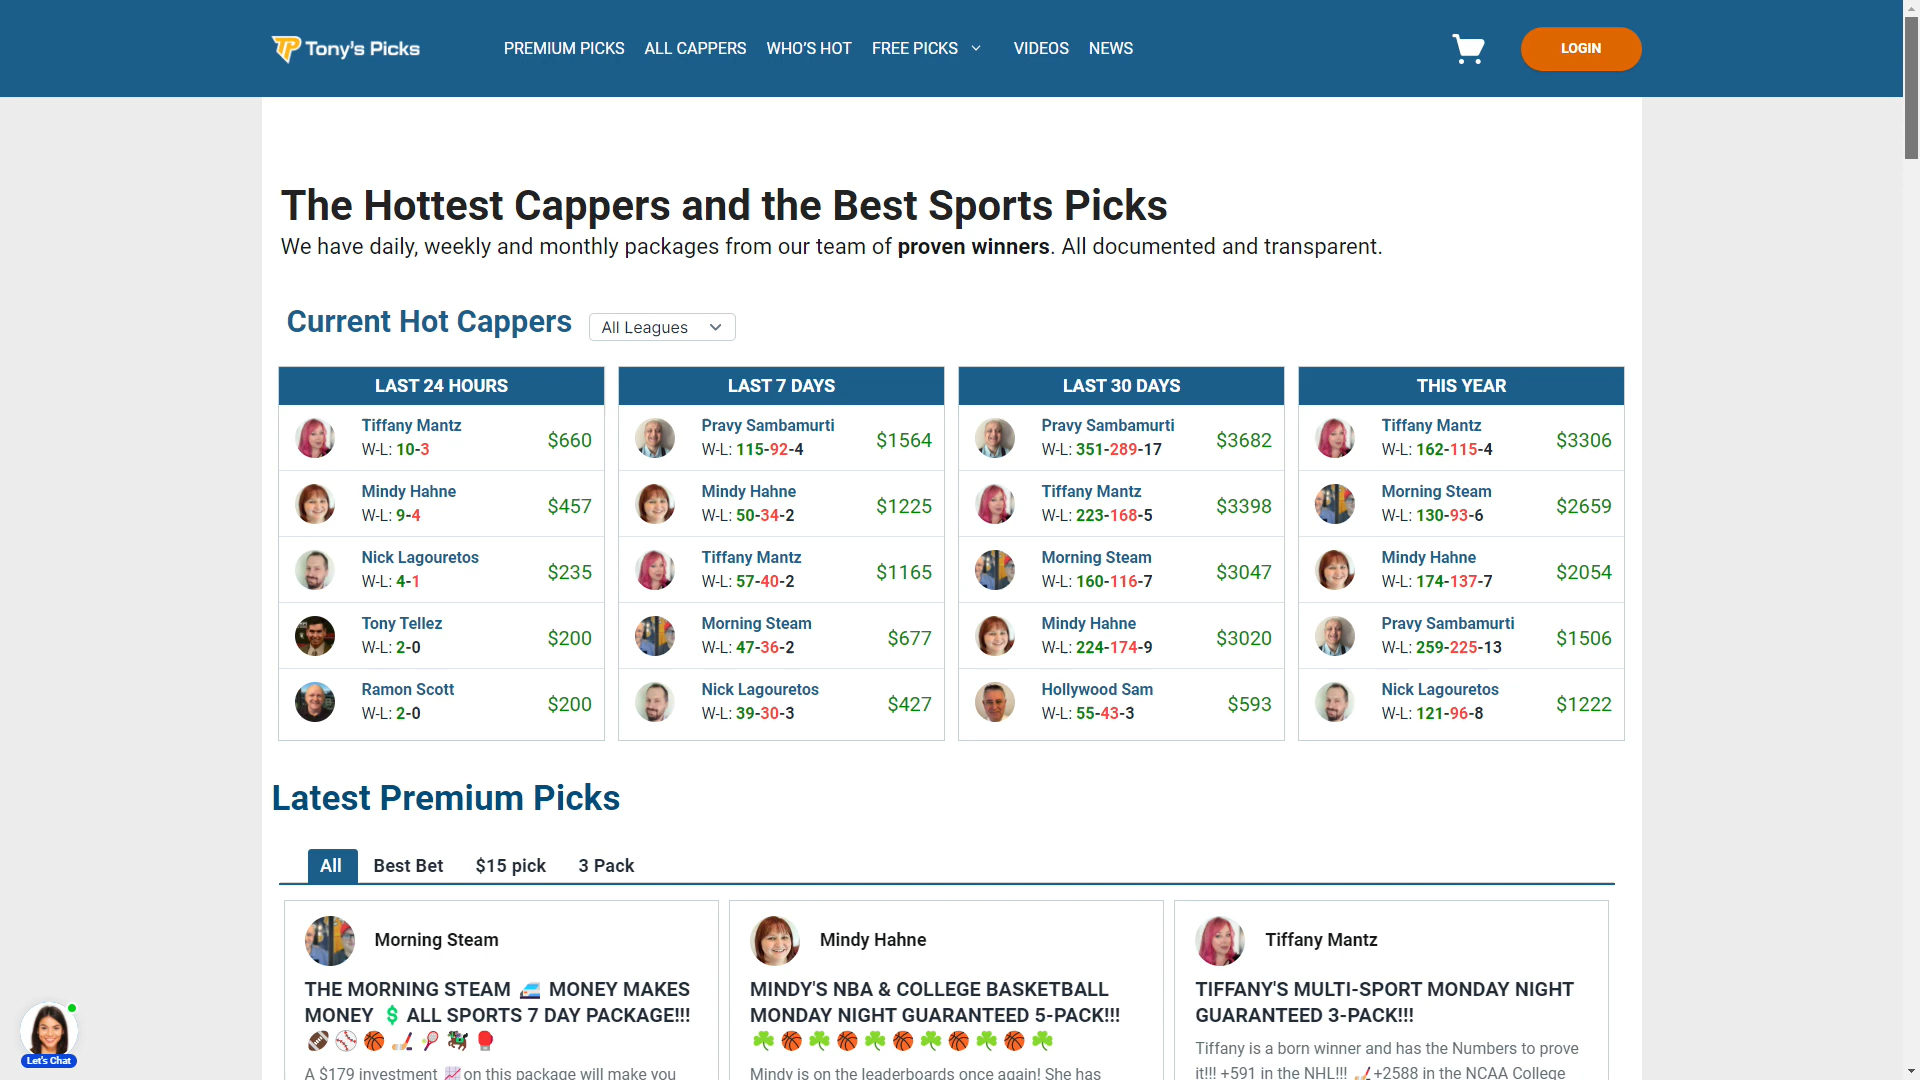 Tony's Picks
PREMIUM PICKS ALL CAPPERS WHO'S HOT FREE PICKS VIDEOS NEWS
LOGIN
The Hottest Cappers and the Best Sports Picks
We have daily, weekly and monthly packages from our team of proven winners. All documented and transparent.
Current Hot Cappers
All Leagues
LAST 24 HOURS
Tiffany Mantz
W-L: 10-3
$660
Mindy Hahne
W-L: 9-4
$457
Nick Lagouretos
W-L: 4-1
$235
Tony Tellez
W-L: 2-0
$200
Ramon Scott
W-L: 2-0
$200
LAST 7 DAYS
Pravy Sambamurti
W-L: 115-92-4
$1564
Mindy Hahne
W-L: 50-34-2
$1225
Tiffany Mantz
W-L: 57-40-2
$1165
Morning Steam
W-L: 47-36-2
$677
Nick Lagouretos
W-L: 39-30-3
$427
LAST 30 DAYS
Pravy Sambamurti
W-L: 351-289-17
$3682
Tiffany Mantz
W-L: 223-168-5
$3398
Morning Steam
W-L: 160-116-7
$3047
Mindy Hahne
W-L: 224-174-9
$3020
Hollywood Sam
W-L: 55-43-3
$593
THIS YEAR
Tiffany Mantz
W-L: 162-115-4
$3306
Morning Steam
W-L: 130-93-6
$2659
Mindy Hahne
W-L: 174-137-7
$2054
Pravy Sambamurti
W-L: 259-225-13
$1506
Nick Lagouretos
W-L: 121-96-8
$1222
Latest Premium Picks
All Best Bet $15 pick 3 Pack
Morning Steam
THE MORNING STEAM 🚄 MONEY MAKES
MONEY 💲 ALL SPORTS 7 DAY PACKAGE!!!
🏈⚾🏀🏒🎾🏇🥊
A $179 investment 📈 on this package will make you
Mindy Hahne
MINDY'S NBA & COLLEGE BASKETBALL
MONDAY NIGHT GUARANTEED 5-PACK!!!
☘🏀☘🏀☘🏀☘🏀☘🏀☘
Mindy is on the leaderboards once again! She has
Tiffany Mantz
TIFFANY'S MULTI-SPORT MONDAY NIGHT
GUARANTEED 3-PACK!!!
Tiffany is a born winner and has the Numbers to prove
it!!! +591 in the NHL!!! 🏒+2588 in the NCAA College
Let's Chat